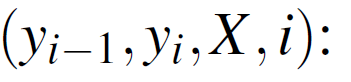 (y_{i−1}, y_i, X, i):